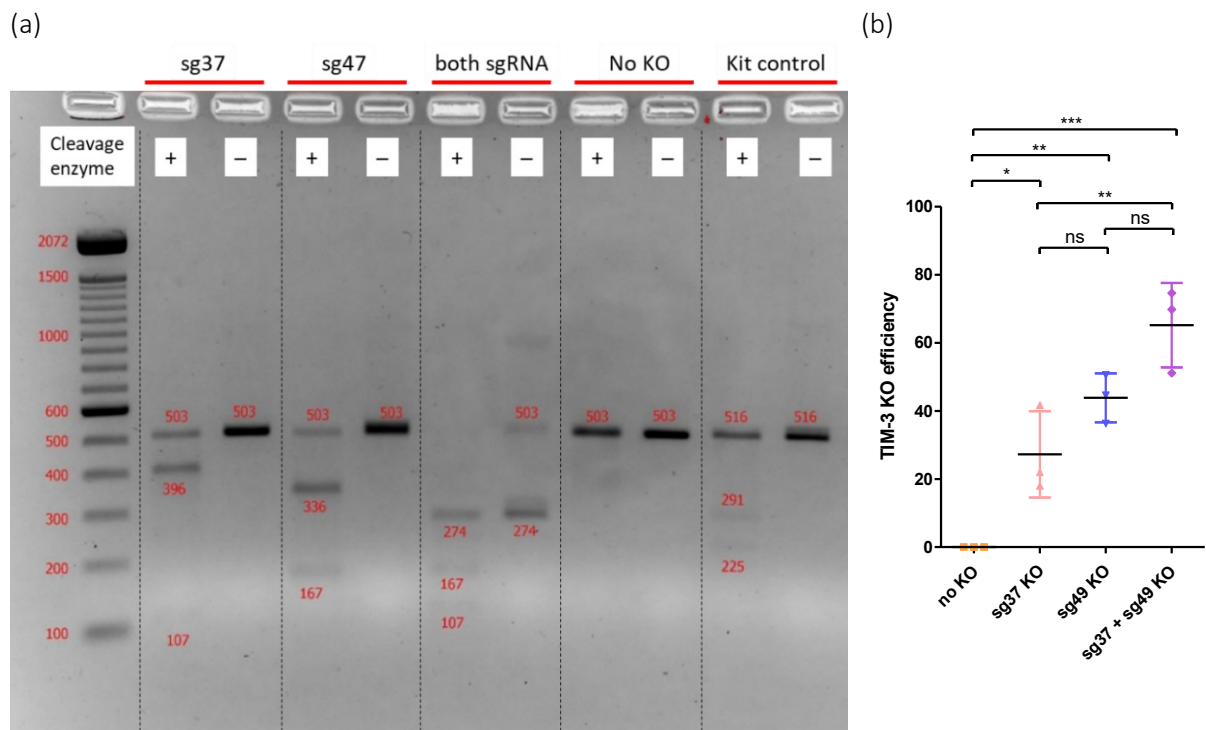 (a)
(b)
sg37 sg47 both sgRNA No KO Kit control
Cleavage
enzyme
+ – + – + – + – + –
2072
1500
1000
600
503 503 503 503 503 503 503 516 516
500
400
396
336
291
300
274 274
225
200
167 167
107
100
107
***
**
*
**
ns
ns
100
80
60
40
20
0
TIM-3 KO efficiency
no KO
sg37 KO
sg49 KO
sg37 + sg49 KO